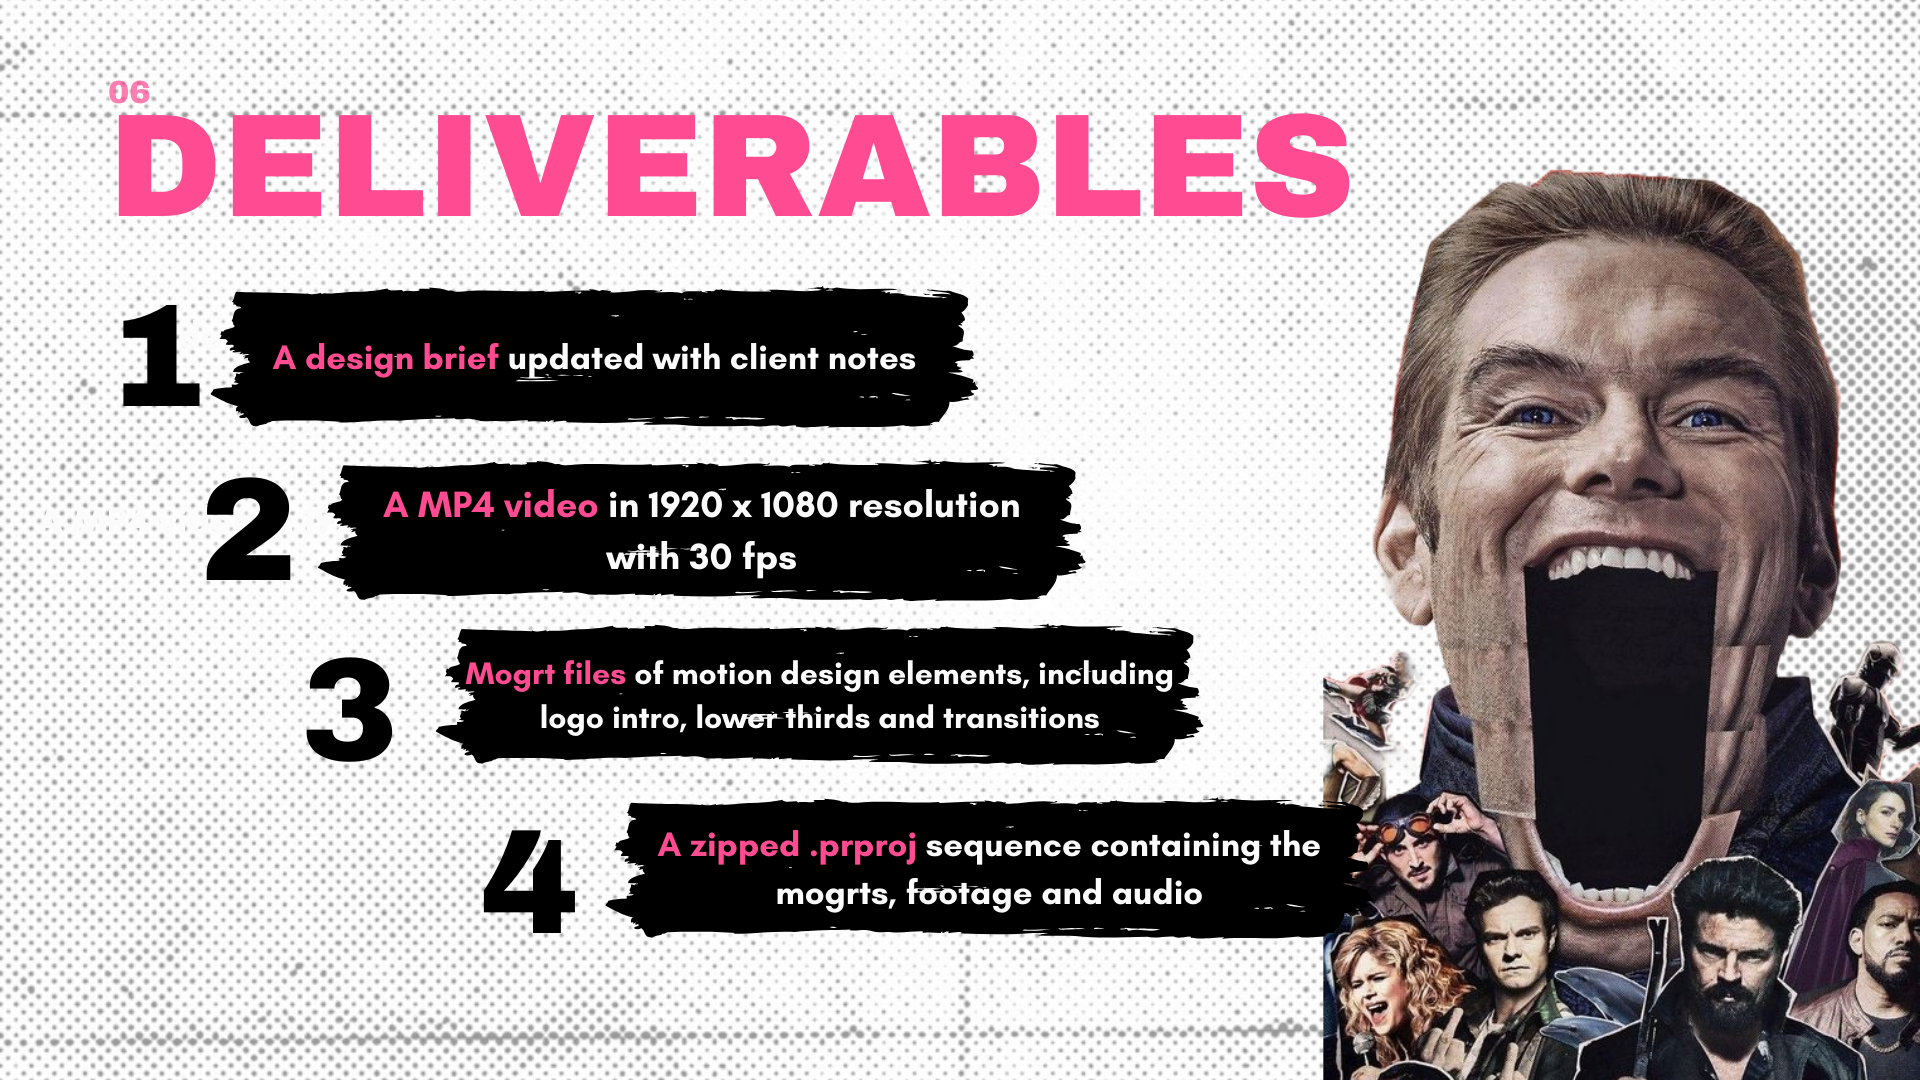 06
DELIVERABLES
1
A design brief updated with client notes
2
A MP4 video in 1920 x 1080 resolution
with 30 fps
3
Mogrt files of motion design elements, including
logo intro, lower thirds and transitions
4
A zipped .prproj sequence containing the
mogrts, footage and audio